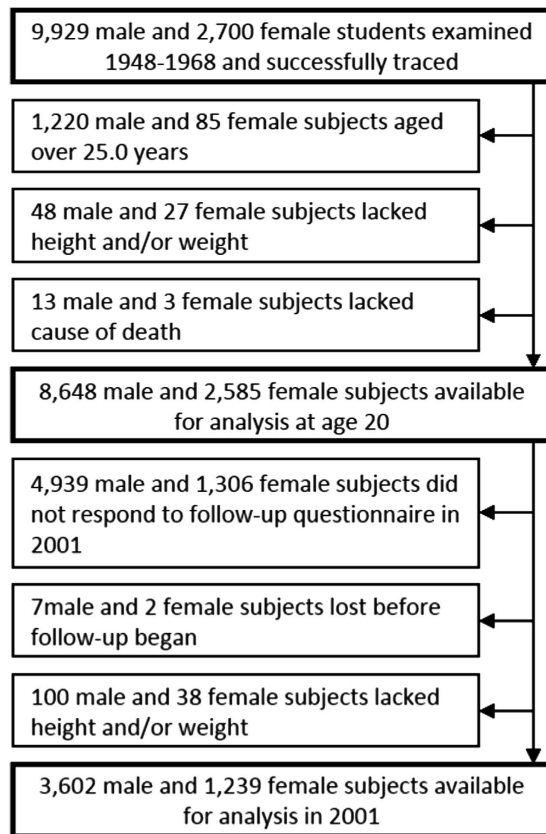 9,929 male and 2,700 female students examined
1948-1968 and successfully traced
1,220 male and 85 female subjects aged
over 25.0 years
48 male and 27 female subjects lacked
height and/or weight
13 male and 3 female subjects lacked
cause of death
8,648 male and 2,585 female subjects available
for analysis at age 20
4,939 male and 1,306 female subjects did
not respond to follow-up questionnaire in
2001
7male and 2 female subjects lost before
follow-up began
100 male and 38 female subjects lacked
height and/or weight
3,602 male and 1,239 female subjects available
for analysis in 2001